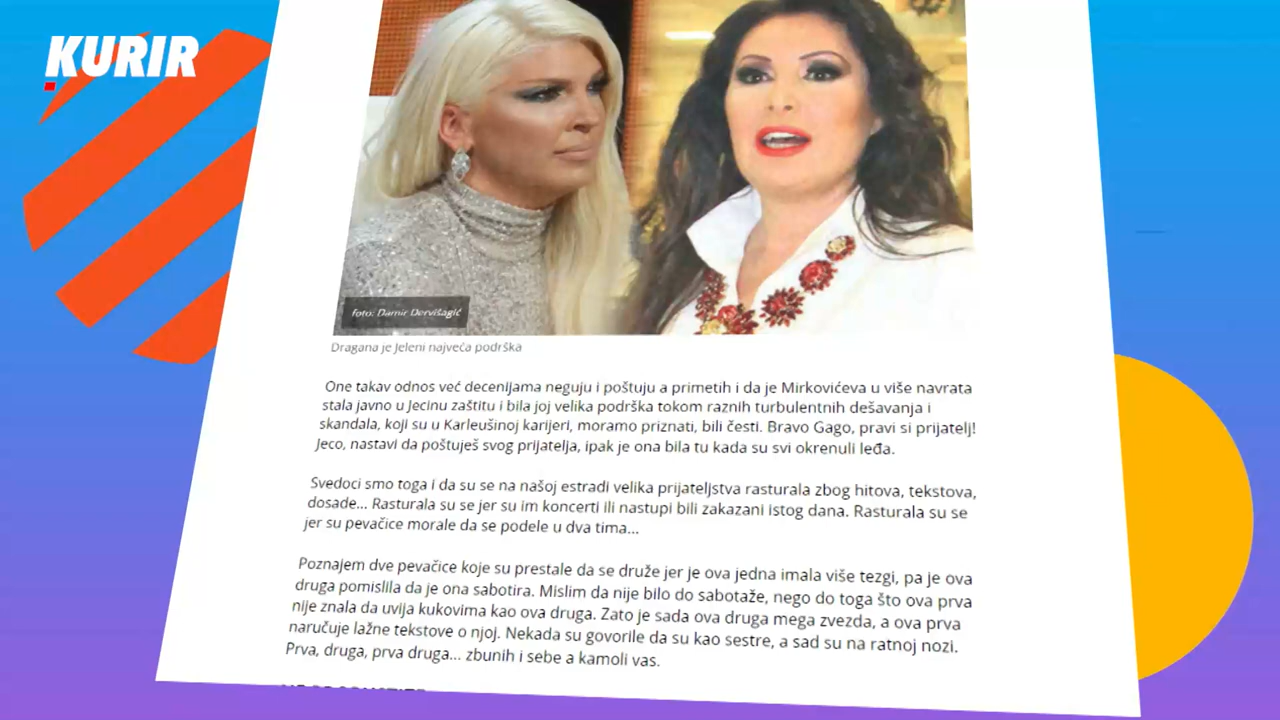 KURIR
foto: Damir Dervišagić
Dragana je Jeleni najveća podrška
One takav odnos već decenijama neguju i poštuju a primetih i da je Mirkovićeva u više navrata
stala javno u Jecinu zaštitu i bila joj velika podrška tokom raznih turbulentnih dešavanja i
skandala, koji su u Karleušinoj karijeri, moramo priznati, bili česti. Bravo Gago, pravi si prijatelj!
Jeco, nastavi da poštuješ svog prijatelja, ipak je ona bila tu kada su svi okrenuli leđa.
Svedoci smo toga i da su se na našoj estradi velika prijateljstva rasturala zbog hitova, tekstova,
dosade... Rasturala su se jer su im koncerti ili nastupi bili zakazani istog dana. Rasturala su se
jer su pevačice morale da se podele u dva tima...
Poznajem dve pevačice koje su prestale da se druže jer je ova jedna imala više tezgi, pa je ova
druga pomislila da je ona sabotira. Mislim da nije bilo do sabotaže, nego do toga što ova prva
nije znala da uvija kukovima kao ova druga. Zato je sada ova druga mega zvezda, a ova prva
naručuje lažne tekstove o njoj. Nekada su govorile da su kao sestre, a sad su na ratnoj nozi.
Prva, druga, prva druga... zbunih i sebe a kamoli vas.